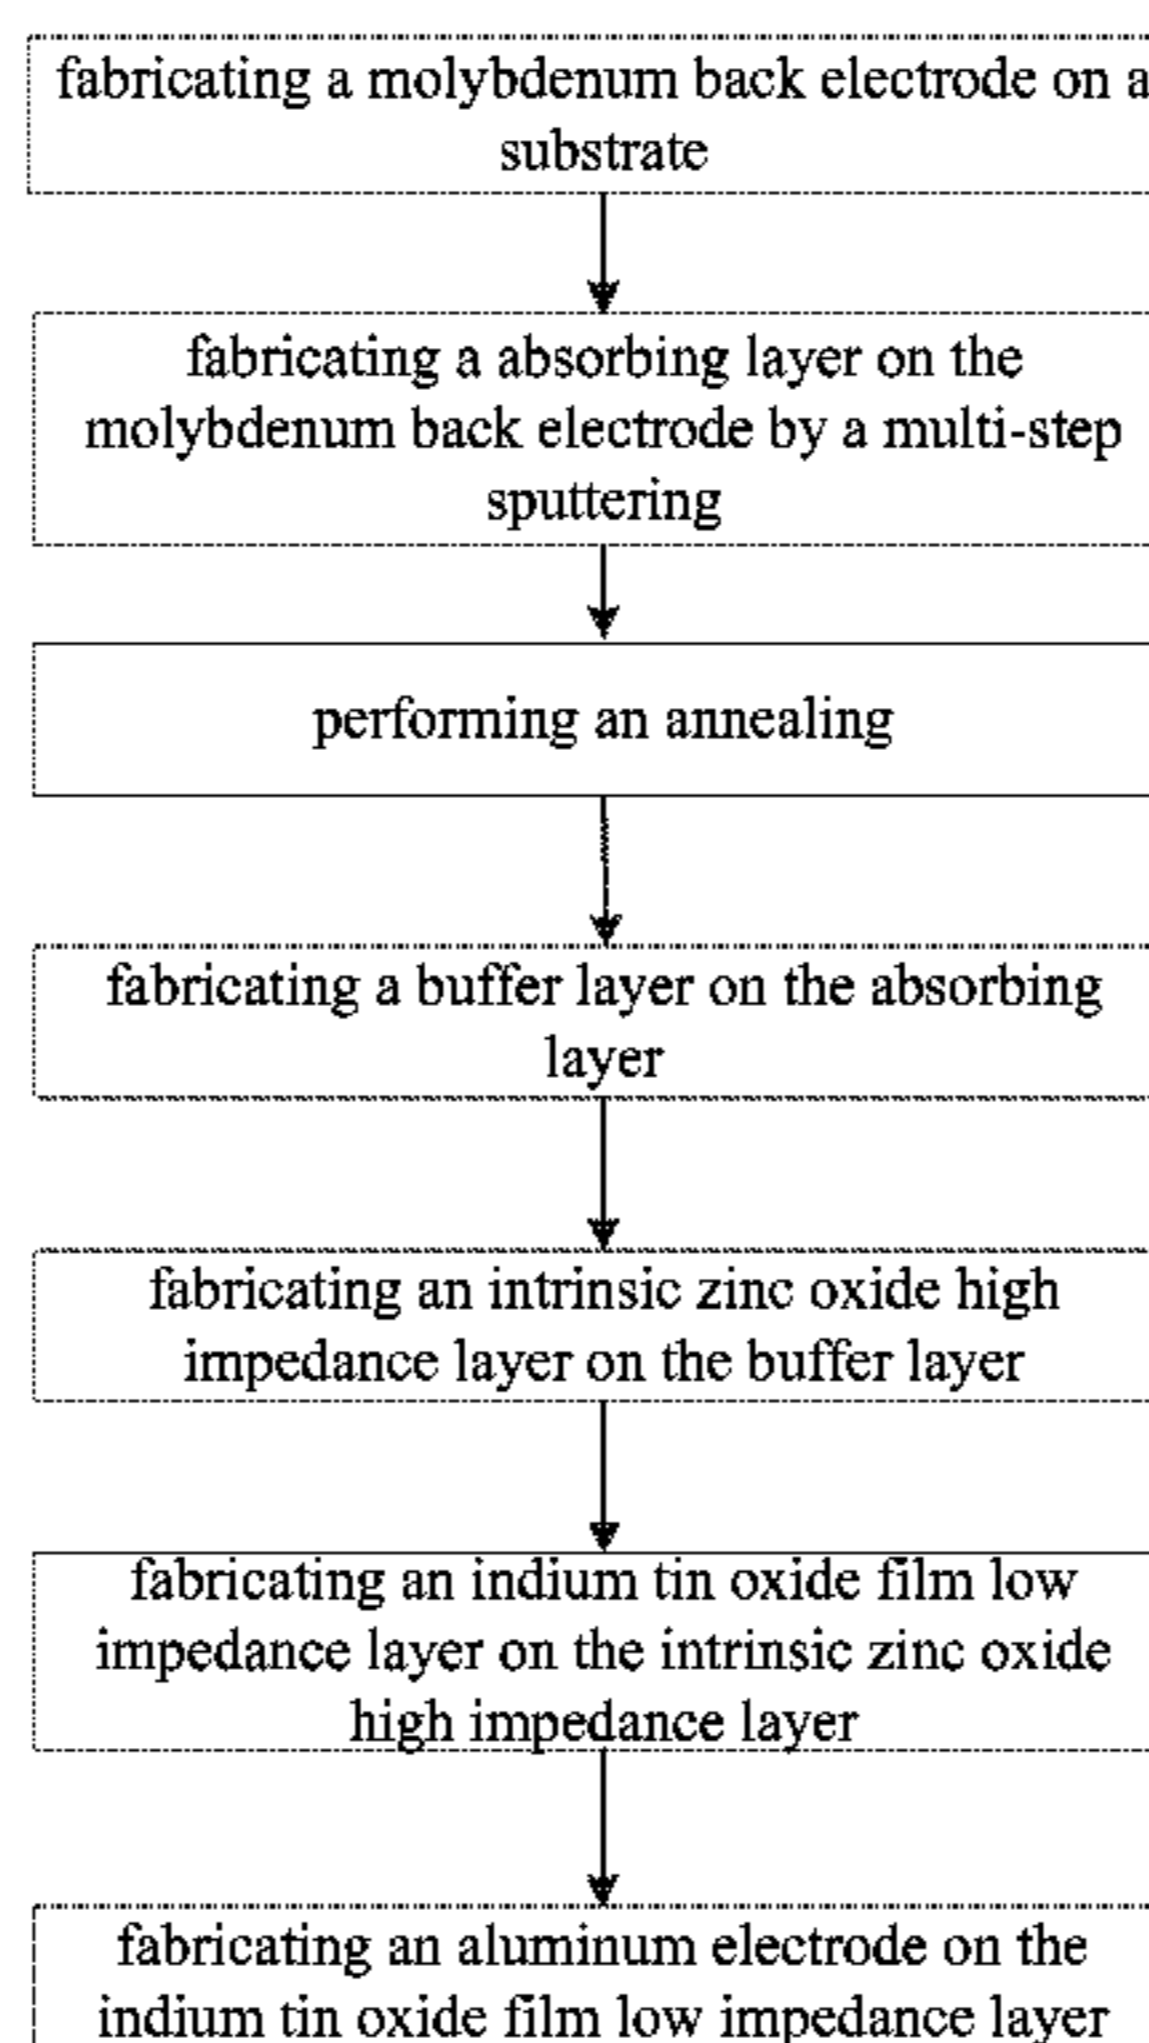 fabricating a molybdenum back electrode on a
substrate
fabricating a absorbing layer on the
molybdenum back electrode by a multi-step
sputtering
performing an annealing
fabricating a buffer layer on the absorbing
layer
fabricating an intrinsic zinc oxide high
impedance layer on the buffer layer
fabricating an indium tin oxide film low
impedance layer on the intrinsic zinc oxide
high impedance layer
fabricating an aluminum electrode on the
indium tin oxide film low impedance layer